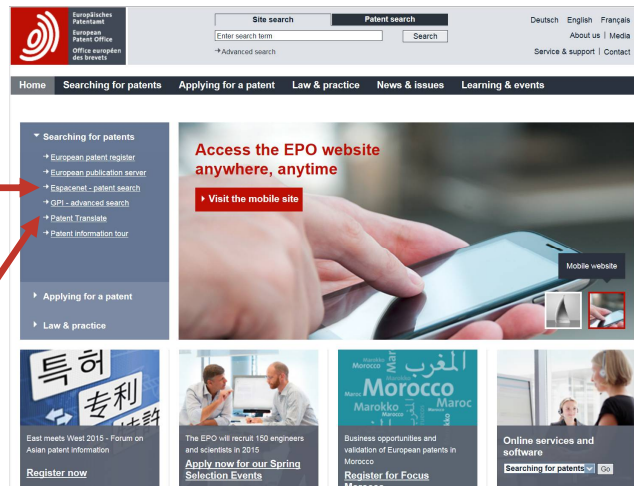 Europäisches
Patentamt
European
Patent Office
Office européen
des brevets
Site search
Patent search
Enter search term
Search
Advanced search
Deutsch English Français
About us | Media
Service & support | Contact
Home Searching for patents Applying for a patent Law & practice News & issues Learning & events
Searching for patents
European patent register
European publication server
Espacenet - patent search
GPI - advanced search
Patent Translate
Patent information tour
Applying for a patent
Law & practice
Access the EPO website
anywhere, anytime
Visit the mobile site
Mobile website
특허
专利
特許
East meets West 2015 - Forum on
Asian patent information
Register now
The EPO will recruit 150 engineers
and scientists in 2015
Apply now for our Spring
Selection Events
المغرب
Morocco
Marokko
Maroc
Business opportunities and
validation of European patents in
Morocco
Register for Focus
Morocco
Online services and
software
Searching for patents Go